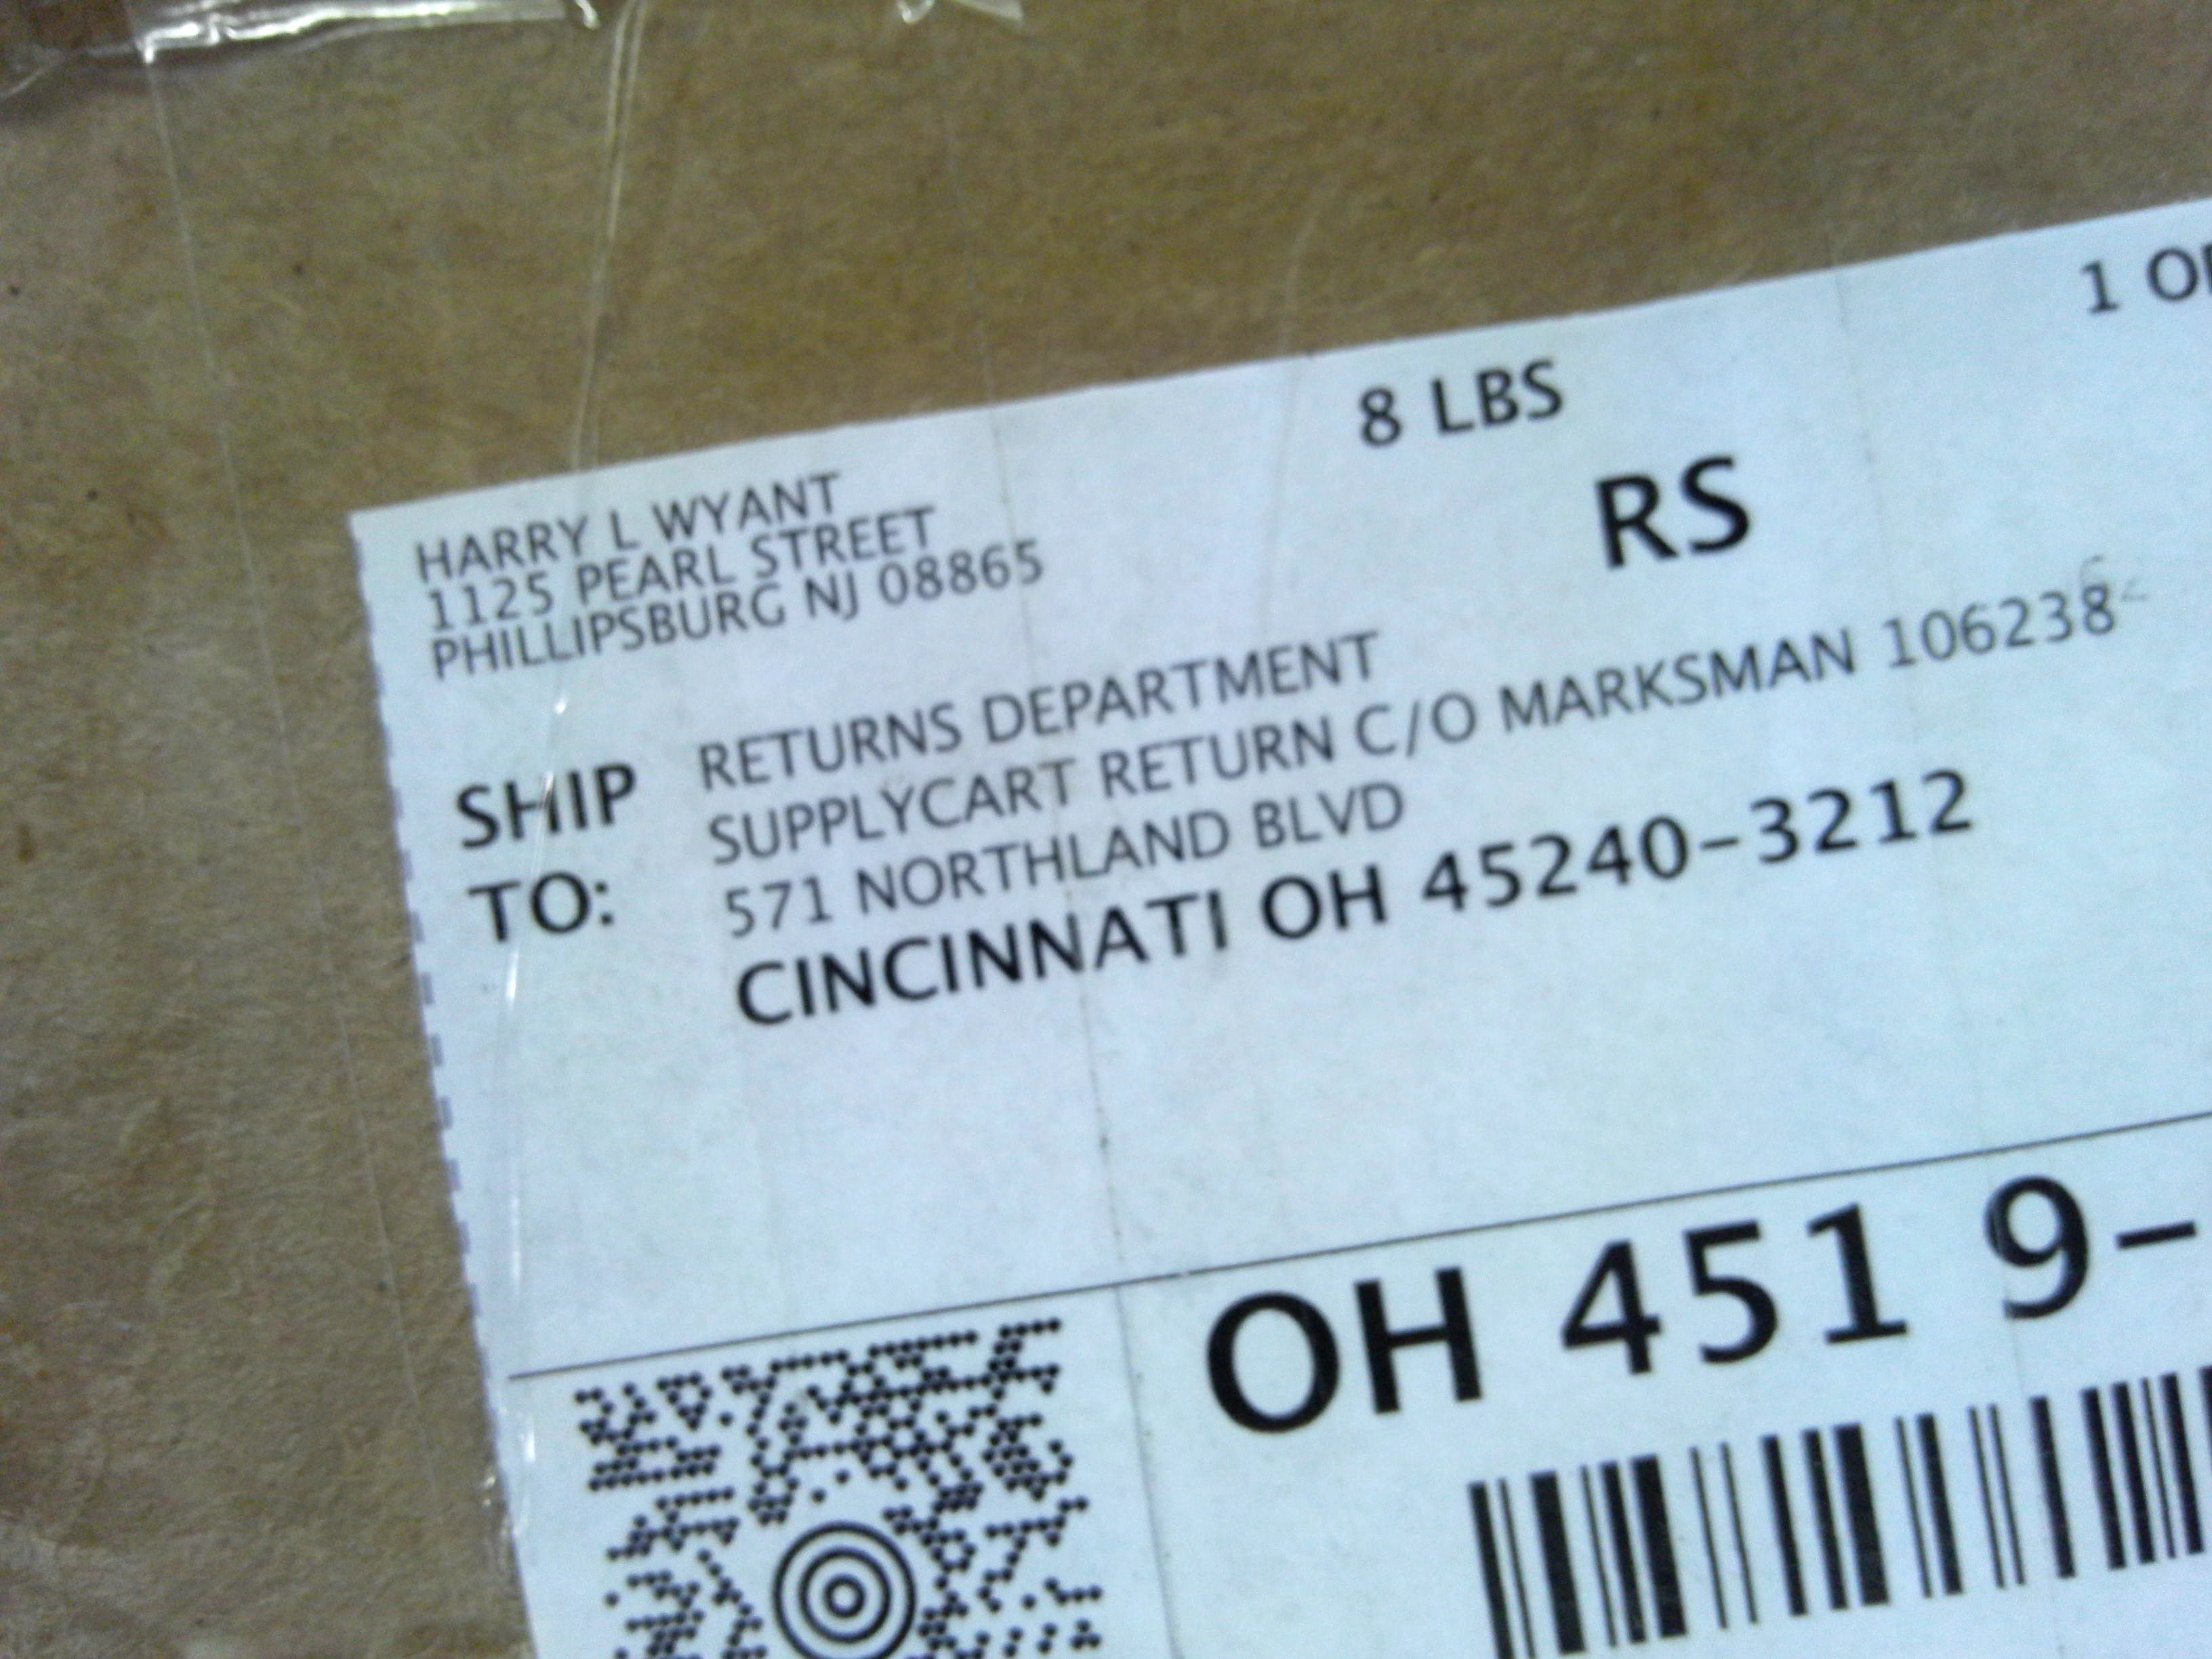 1 OF
8 LBS
RS
HARRY L WYANT
1125 PEARL STREET
PHILLIPSBURG NJ 08865
SHIP TO:
RETURNS DEPARTMENT
SUPPLYCART RETURN C/O MARKSMAN 106238
571 NORTHLAND BLVD
CINCINNATI OH 45240-3212
OH 451 9-